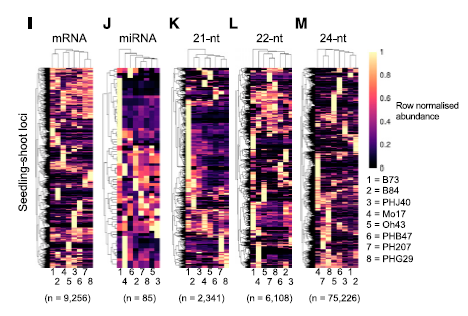 I J K L M
mRNA miRNA 21-nt 22-nt 24-nt
Seedling-shoot loci
1
0.8
0.6
0.4
0.2
0
Row normalised
abundance
1 = B73
2 = B84
3 = PHJ40
4 = Mo17
5 = Oh43
6 = PHB47
7 = PH207
8 = PHG29
1 4 3 7 1 6 7 5 1 4 6 7 1 5 8 2 4 8 3 2
2 5 6 8 4 2 8 3 2 5 3 8 4 7 6 3 7 5 6 1
(n = 9,256) (n = 85) (n = 2,341) (n = 6,108) (n = 75,226)